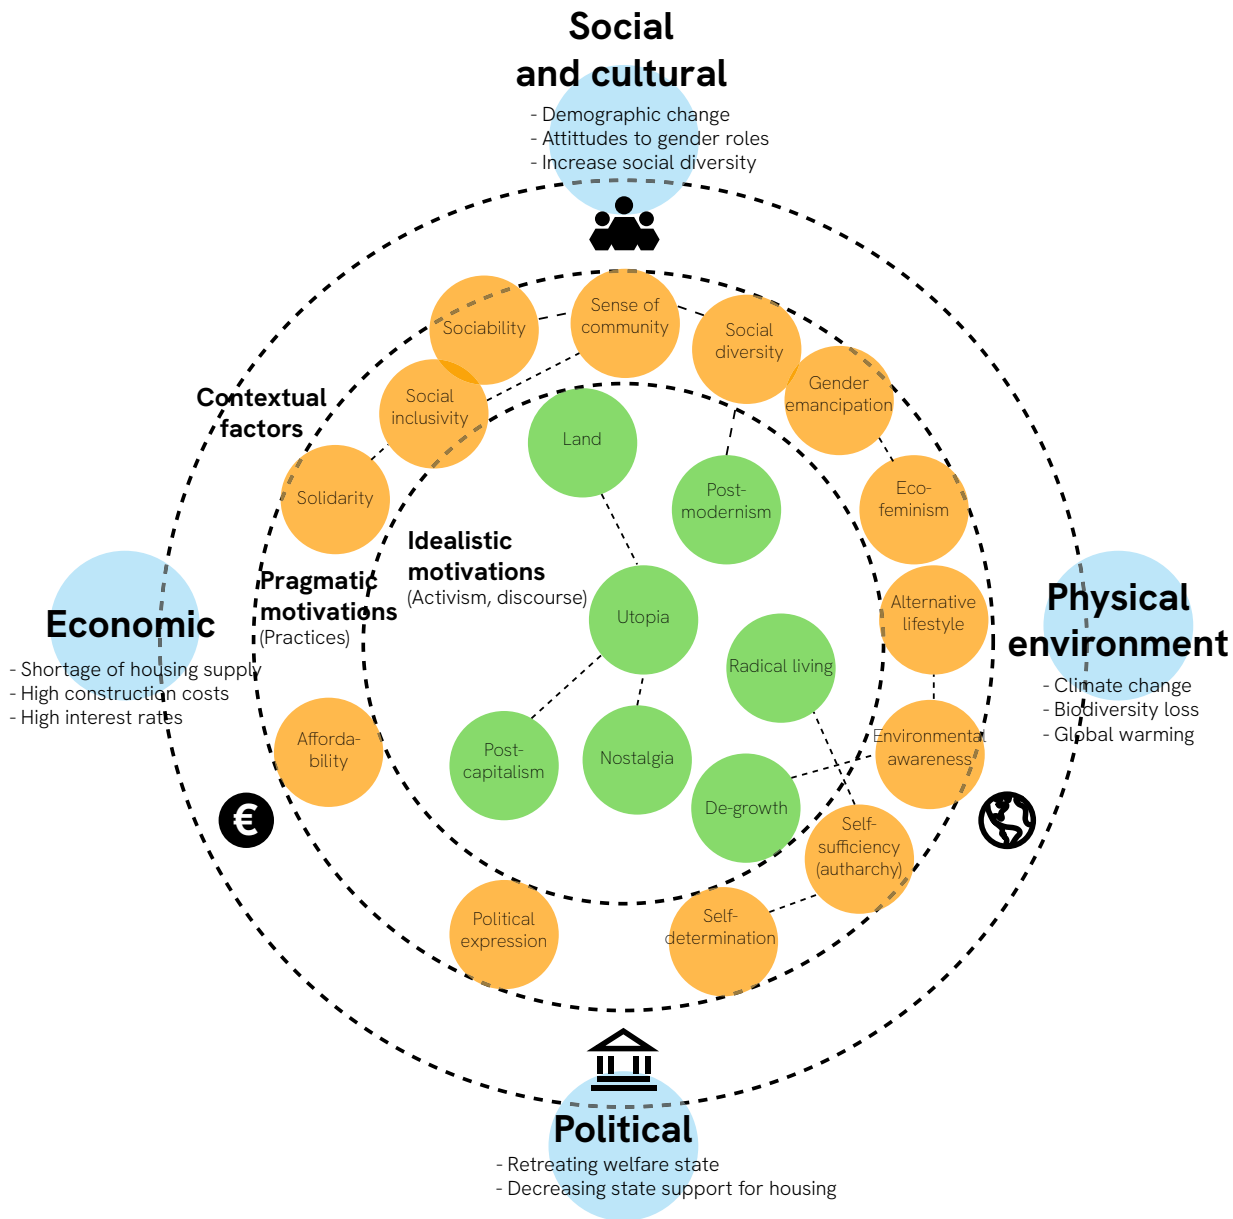 Social
and cultural
- Demographic change
- Attittudes to gender roles
- Increase social diversity
Sociability
Sense of
community
Social
diversity
Gender
emancipation
Social
inclusivity
Contextual
factors
Solidarity
Land
Post-
modernism
Eco-
feminism
Idealistic
motivations
(Activism, discourse)
Pragmatic
motivations
(Practices)
Utopia
Alternative
lifestyle
Radical living
Economic
- Shortage of housing supply
- High construction costs
- High interest rates
Physical
environment
- Climate change
- Biodiversity loss
- Global warming
Afforda-
bility
Post-
capitalism
Nostalgia
De-growth
Environmental
awareness
Self-
sufficiency
(autharchy)
€
Political
expression
Self-
determination
Political
- Retreating welfare state
- Decreasing state support for housing